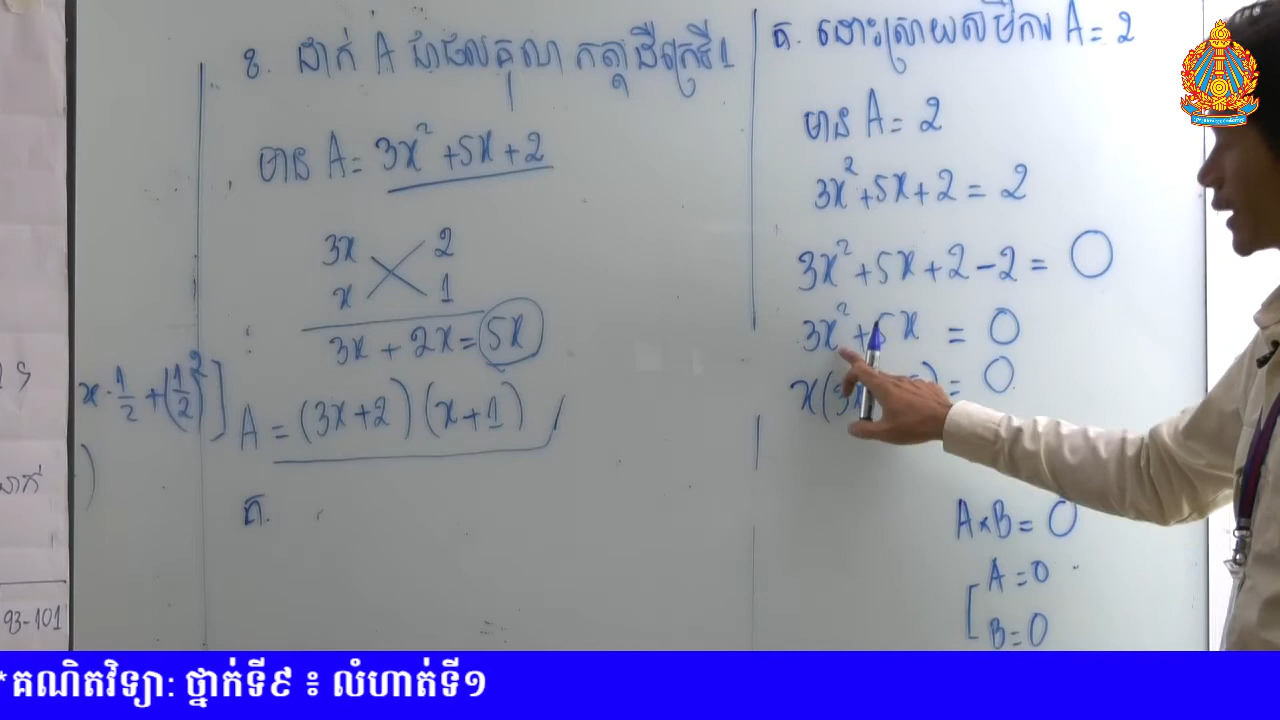 ខ. ដាក់ A ជាផលគុណ កត្តាដឺក្រេទី1
មាន A = 3x² + 5x + 2
3x 2
x 1
3x + 2x = 5x
A = (3x+2)(x+1)
គ.
x · 1/2 + (1/2)² ]
)
93-101
គ. ដោះស្រាយសមីការ A = 2
មាន A = 2
3x² + 5x + 2 = 2
3x² + 5x + 2 - 2 = 0
3x² + 5x = 0
x(3x ) = 0
A × B = 0
[ A = 0
B = 0
*គណិតវិទ្យា: ថ្នាក់ទី៩ ៖ លំហាត់ទី១